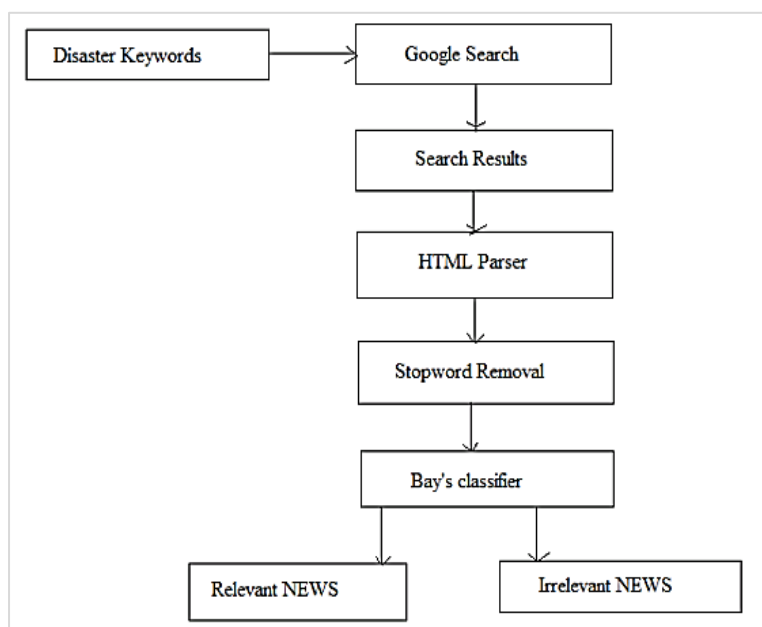 Disaster Keywords
Google Search
Search Results
HTML Parser
Stopword Removal
Bay's classifier
Relevant NEWS
Irrelevant NEWS